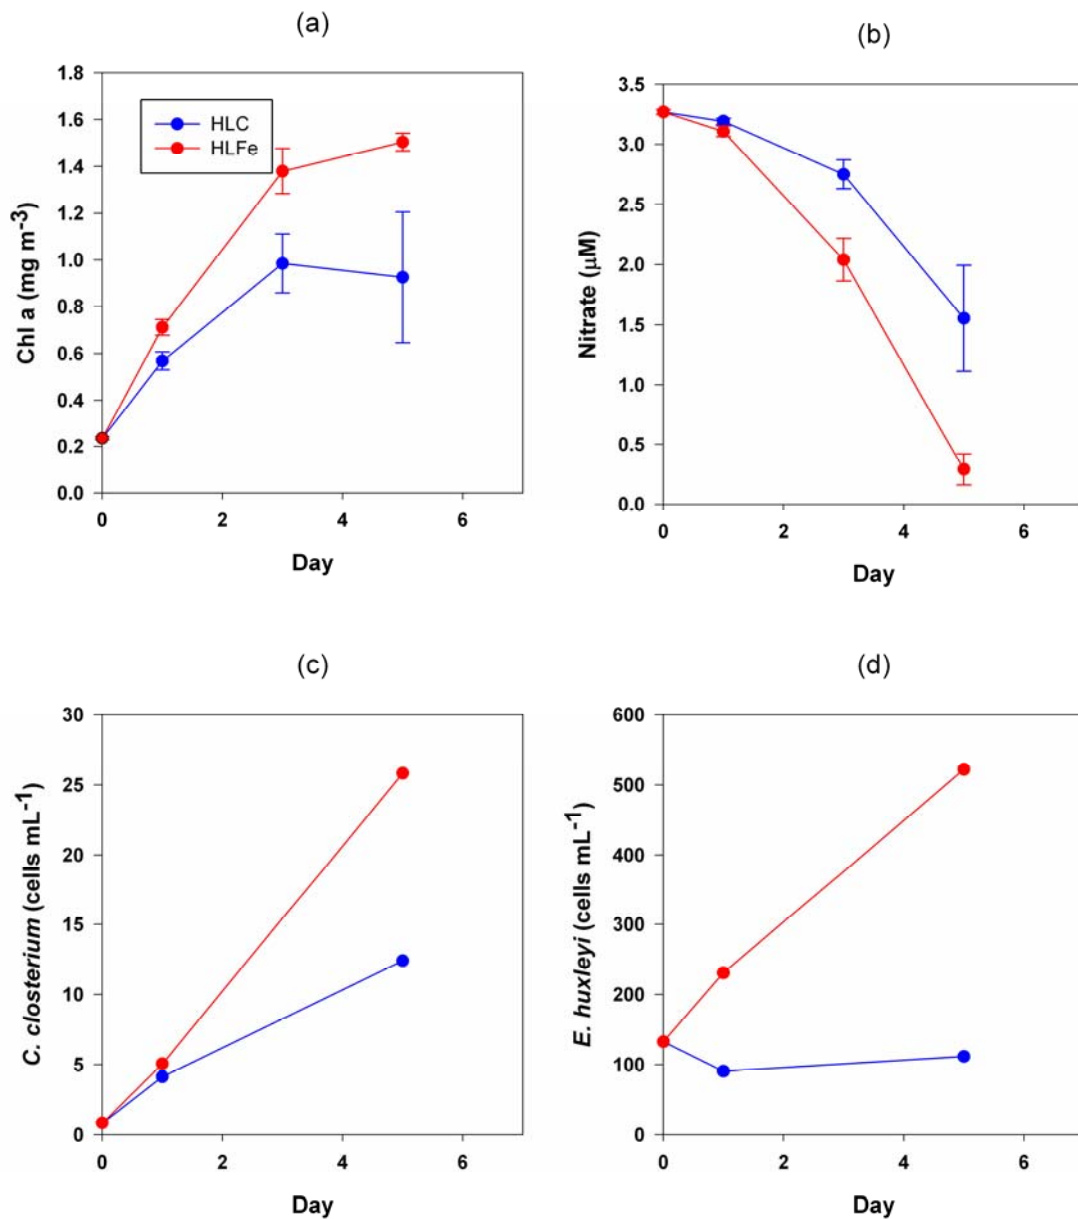 (a)
1.8
1.6
1.4
1.2
1.0
0.8
0.6
0.4
0.2
0.0
Chl a (mg m⁻³)
HLC
HLFe
0 2 4 6
Day
(b)
3.5
3.0
2.5
2.0
1.5
1.0
0.5
0.0
Nitrate (μM)
0 2 4 6
Day
(c)
30
25
20
15
10
5
0
C. closterium (cells mL⁻¹)
0 2 4 6
Day
(d)
600
500
400
300
200
100
0
E. huxleyi (cells mL⁻¹)
0 2 4 6
Day